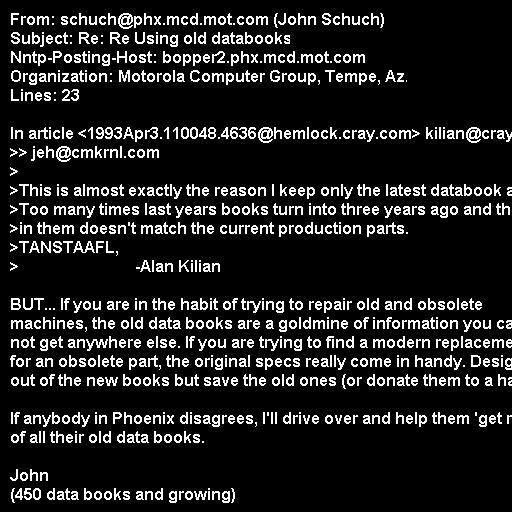 From: schuch@phx.mcd.mot.com (John Schuch)
Subject: Re: Re Using old databooks
Nntp-Posting-Host: bopper2.phx.mcd.mot.com
Organization: Motorola Computer Group, Tempe, Az.
Lines: 23

In article <1993Apr3.110048.4636@hemlock.cray.com> kilian@cray
>> jeh@cmkrnl.com
>
>This is almost exactly the reason I keep only the latest databook a
>Too many times last years books turn into three years ago and th
>in them doesn't match the current production parts.
>TANSTAAFL,
> -Alan Kilian

BUT... If you are in the habit of trying to repair old and obsolete
machines, the old data books are a goldmine of information you ca
not get anywhere else. If you are trying to find a modern replaceme
for an obsolete part, the original specs really come in handy. Desig
out of the new books but save the old ones (or donate them to a ha

If anybody in Phoenix disagrees, I'll drive over and help them 'get r
of all their old data books.

John
(450 data books and growing)